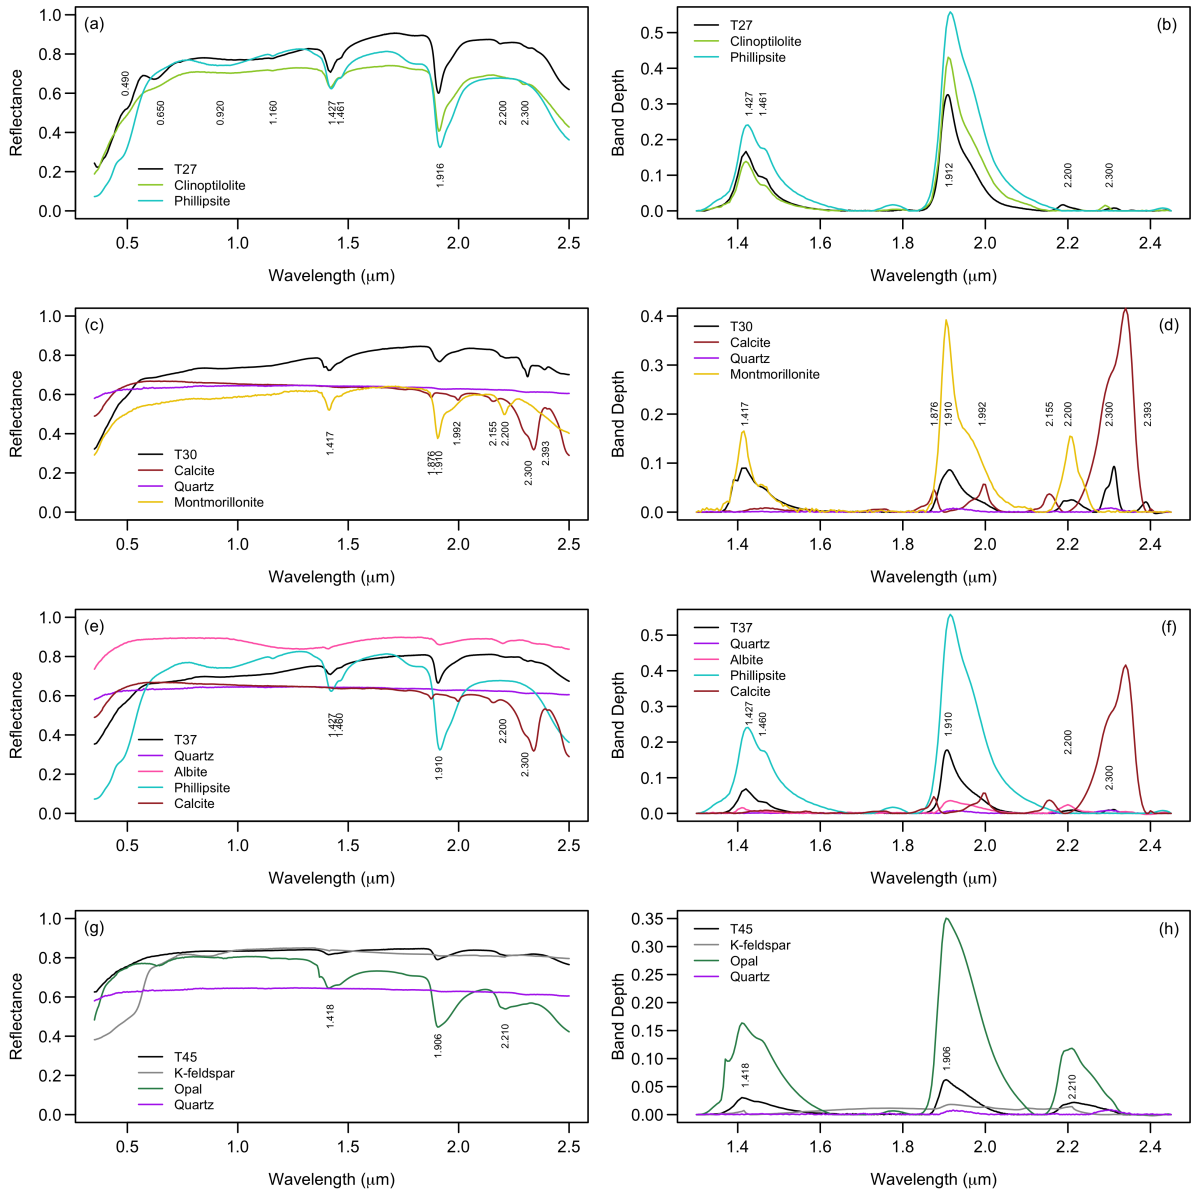 (a)
Reflectance
1.0
0.8
0.6
0.4
0.2
0.0
0.490
0.650
0.920
1.160
1.427
1.461
1.916
2.200
2.300
T27
Clinoptilolite
Phillipsite
0.5 1.0 1.5 2.0 2.5
Wavelength (μm)
(b)
Band Depth
0.5
0.4
0.3
0.2
0.1
0.0
T27
Clinoptilolite
Phillipsite
1.427
1.461
1.912
2.200
2.300
1.4 1.6 1.8 2.0 2.2 2.4
Wavelength (μm)
(c)
Reflectance
1.0
0.8
0.6
0.4
0.2
0.0
1.417
1.876
1.910
1.992
2.155
2.200
2.300
2.393
T30
Calcite
Quartz
Montmorillonite
0.5 1.0 1.5 2.0 2.5
Wavelength (μm)
(d)
Band Depth
0.4
0.3
0.2
0.1
0.0
T30
Calcite
Quartz
Montmorillonite
1.417
1.876
1.910
1.992
2.155
2.200
2.300
2.393
1.4 1.6 1.8 2.0 2.2 2.4
Wavelength (μm)
(e)
Reflectance
1.0
0.8
0.6
0.4
0.2
0.0
1.427
1.460
1.910
2.200
2.300
T37
Quartz
Albite
Phillipsite
Calcite
0.5 1.0 1.5 2.0 2.5
Wavelength (μm)
(f)
Band Depth
0.5
0.4
0.3
0.2
0.1
0.0
T37
Quartz
Albite
Phillipsite
Calcite
1.427
1.460
1.910
2.200
2.300
1.4 1.6 1.8 2.0 2.2 2.4
Wavelength (μm)
(g)
Reflectance
1.0
0.8
0.6
0.4
0.2
0.0
1.418
1.906
2.210
T45
K-feldspar
Opal
Quartz
0.5 1.0 1.5 2.0 2.5
Wavelength (μm)
(h)
Band Depth
0.35
0.30
0.25
0.20
0.15
0.10
0.05
0.00
T45
K-feldspar
Opal
Quartz
1.418
1.906
2.210
1.4 1.6 1.8 2.0 2.2 2.4
Wavelength (μm)